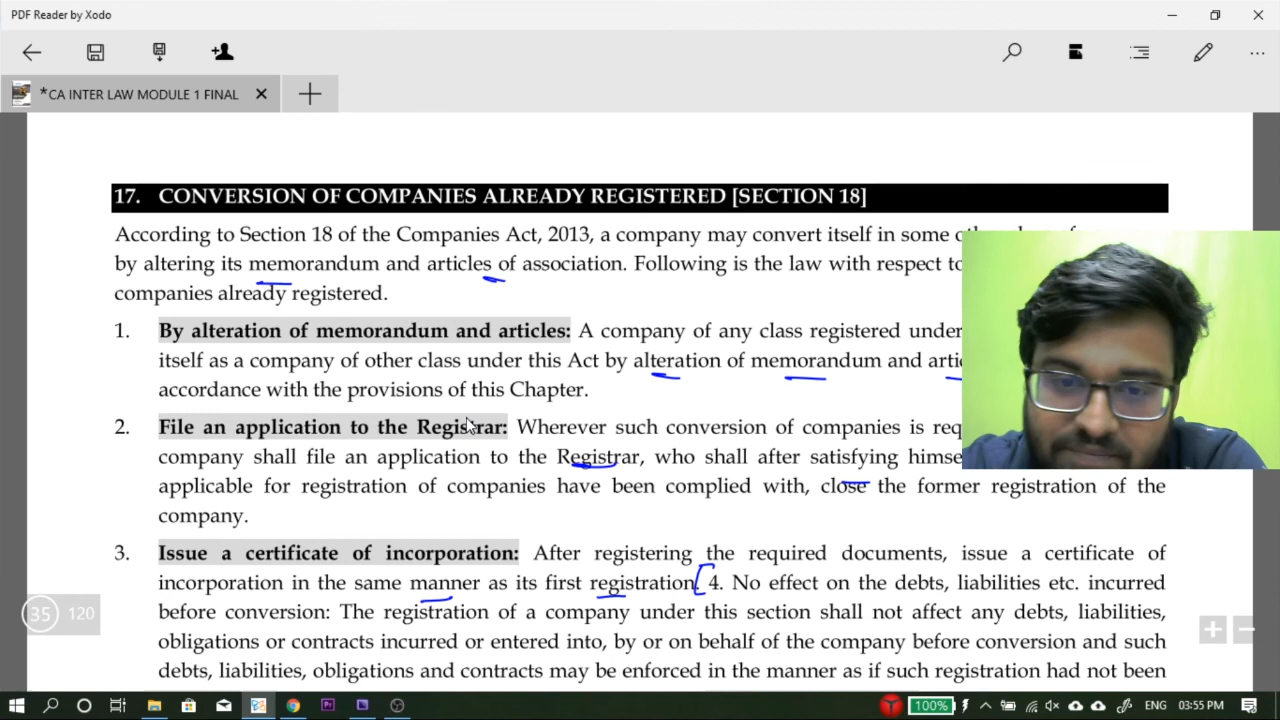 PDF Reader by Xodo
*CA INTER LAW MODULE 1 FINAL
17. CONVERSION OF COMPANIES ALREADY REGISTERED [SECTION 18]
According to Section 18 of the Companies Act, 2013, a company may convert itself in some
by altering its memorandum and articles of association. Following is the law with respect to
companies already registered.
1. By alteration of memorandum and articles: A company of any class registered under
itself as a company of other class under this Act by alteration of memorandum and
accordance with the provisions of this Chapter.
2. File an application to the Registrar: Wherever such conversion of companies is
company shall file an application to the Registrar, who shall after satisfying
applicable for registration of companies have been complied with, close the former registration of the
company.
3. Issue a certificate of incorporation: After registering the required documents, issue a certificate of
incorporation in the same manner as its first registration. 4. No effect on the debts, liabilities etc. incurred
before conversion: The registration of a company under this section shall not affect any debts, liabilities,
obligations or contracts incurred or entered into, by or on behalf of the company before conversion and such
debts, liabilities, obligations and contracts may be enforced in the manner as if such registration had not been
35 120
100% ENG 03:55 PM